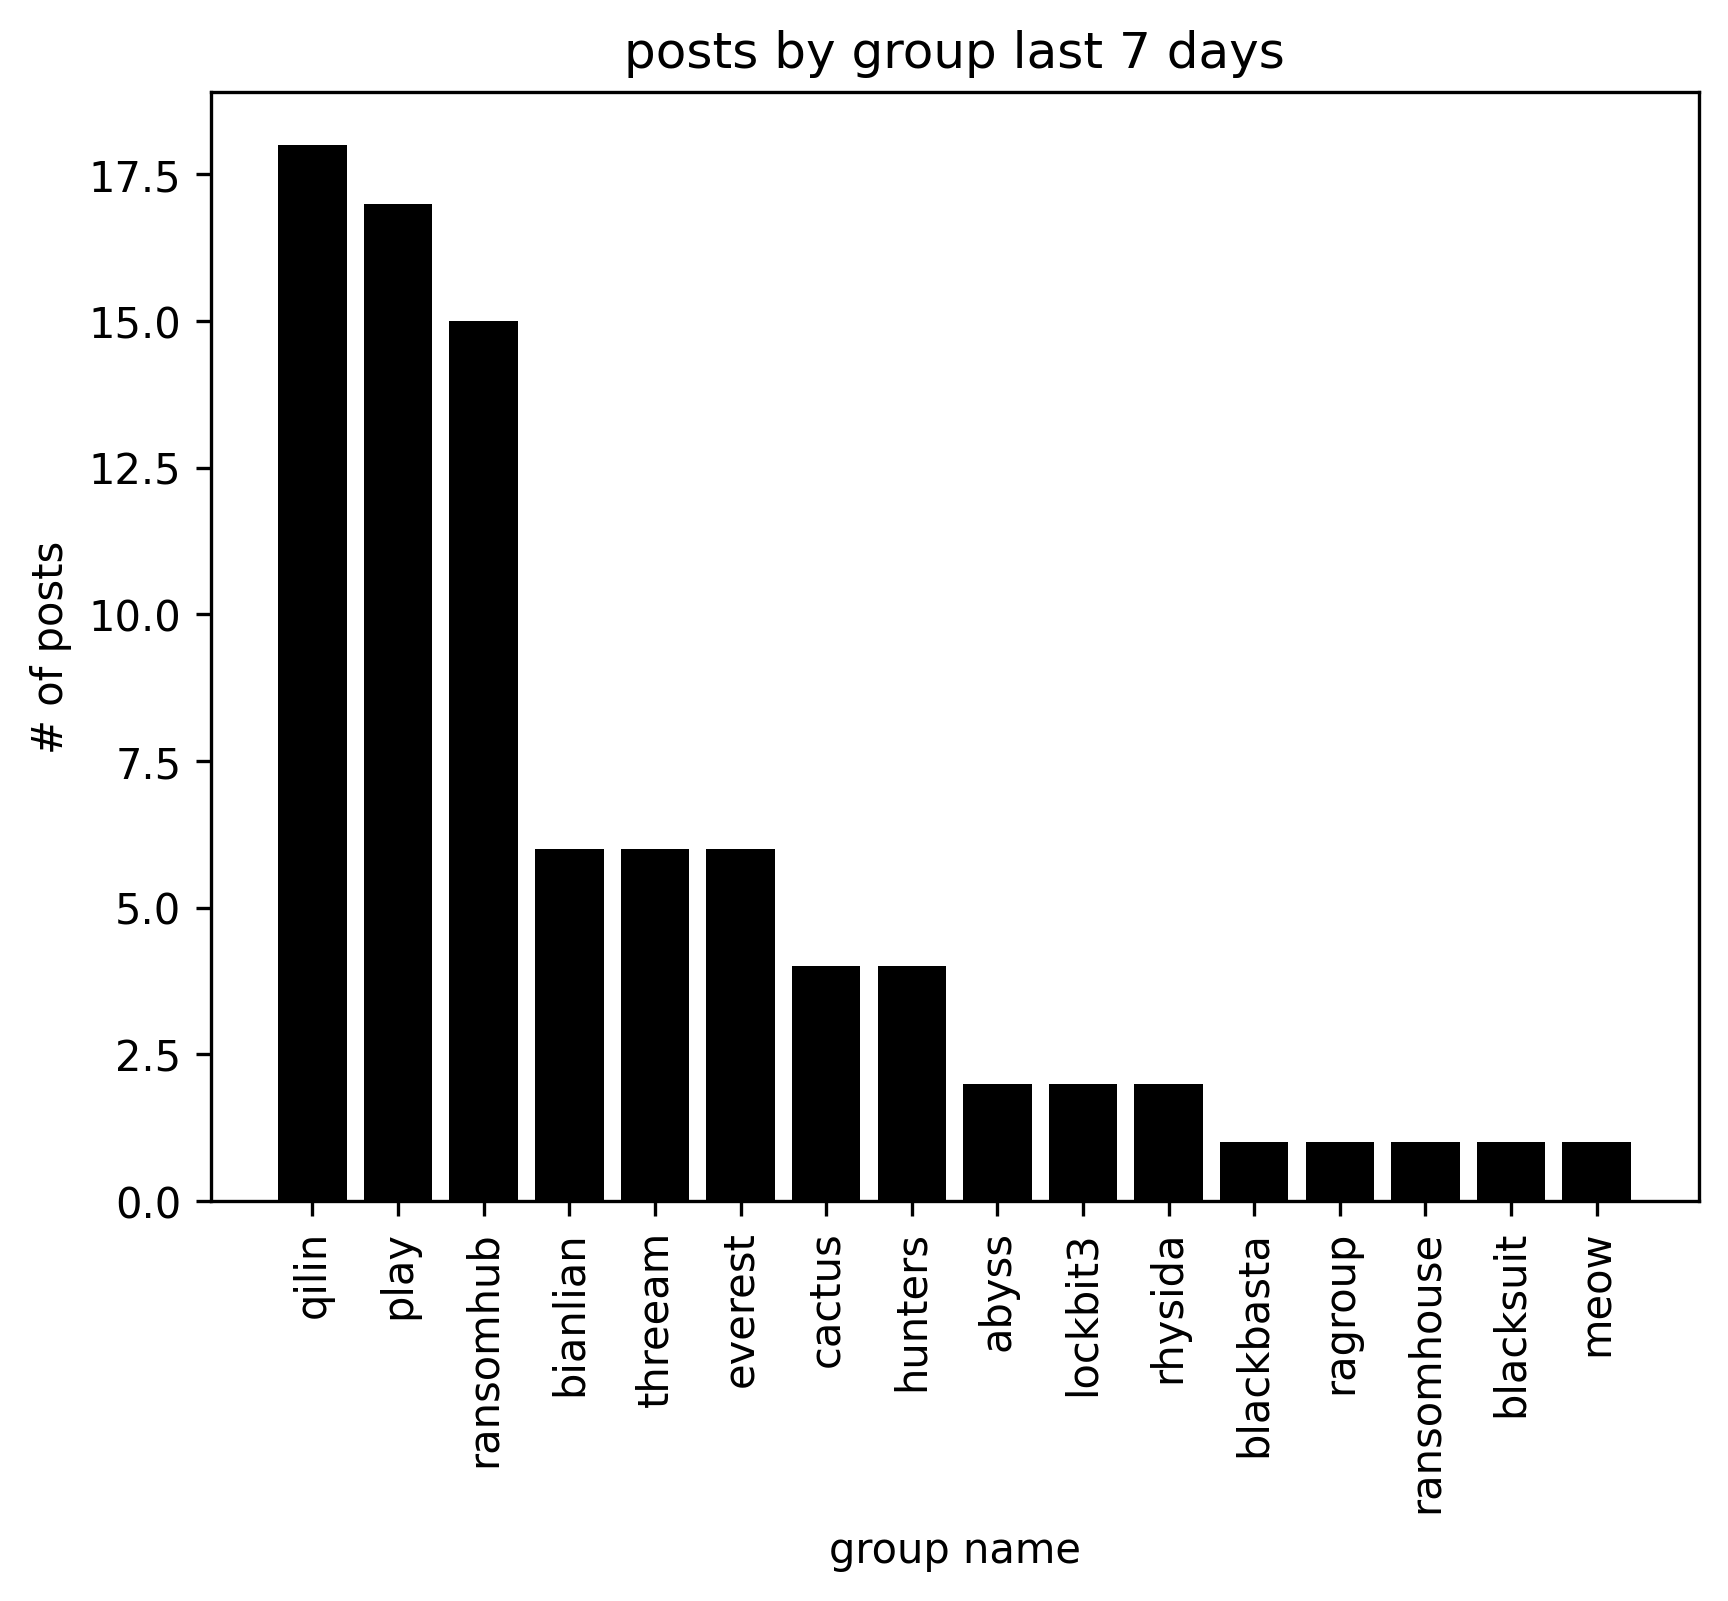 posts by group last 7 days
# of posts
17.5
15.0
12.5
10.0
7.5
5.0
2.5
0.0
qilin
play
ransomhub
bianlian
threeam
everest
cactus
hunters
abyss
lockbit3
rhysida
blackbasta
ragroup
ransomhouse
blacksuit
meow
group name